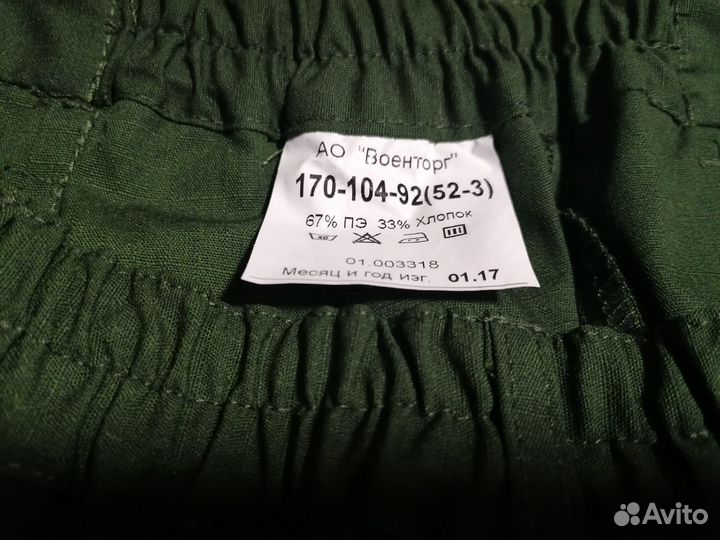 АО "Военторг"
170-104-92(52-3)
67% ПЭ 33% хлопок
40
01.003318
Месяц и год изг. 01.17
Avito